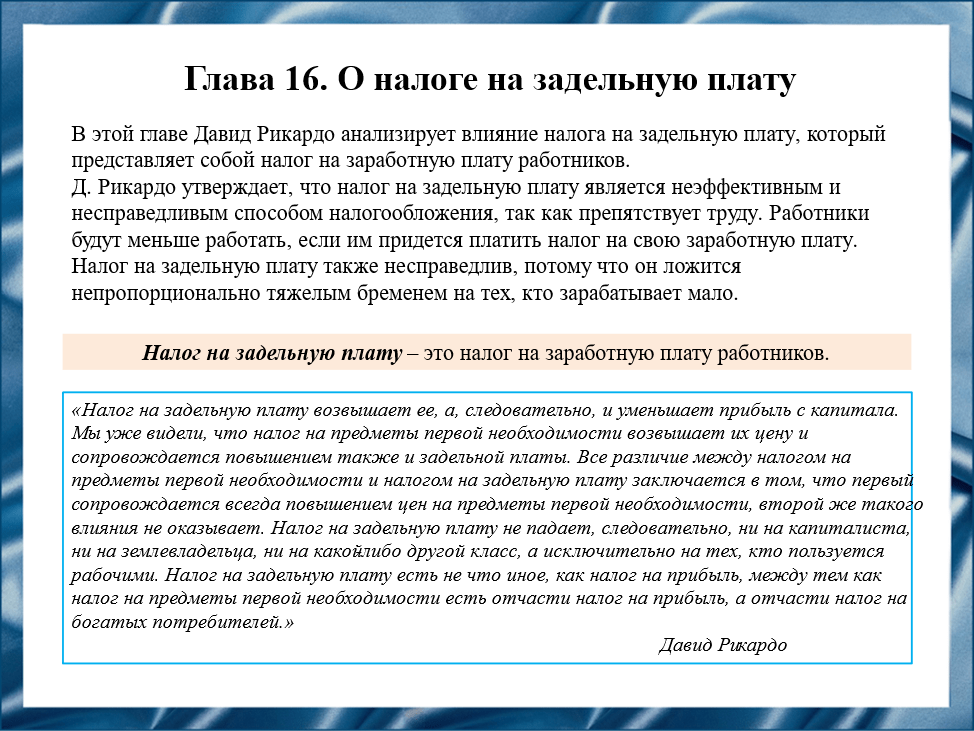 Глава 16. О налоге на задельную плату
В этой главе Давид Рикардо анализирует влияние налога на задельную плату, который
представляет собой налог на заработную плату работников.
Д. Рикардо утверждает, что налог на задельную плату является неэффективным и
несправедливым способом налогообложения, так как препятствует труду. Работники
будут меньше работать, если им придется платить налог на свою заработную плату.
Налог на задельную плату также несправедлив, потому что он ложится
непропорционально тяжелым бременем на тех, кто зарабатывает мало.
Налог на задельную плату – это налог на заработную плату работников.
«Налог на задельную плату возвышает ее, а, следовательно, и уменьшает прибыль с капитала.
Мы уже видели, что налог на предметы первой необходимости возвышает их цену и
сопровождается повышением также и задельной платы. Все различие между налогом на
предметы первой необходимости и налогом на задельную плату заключается в том, что первый
сопровождается всегда повышением цен на предметы первой необходимости, второй же такого
влияния не оказывает. Налог на задельную плату не падает, следовательно, ни на капиталиста,
ни на землевладельца, ни на какойлибо другой класс, а исключительно на тех, кто пользуется
рабочими. Налог на задельную плату есть не что иное, как налог на прибыль, между тем как
налог на предметы первой необходимости есть отчасти налог на прибыль, а отчасти налог на
богатых потребителей.»
Давид Рикардо